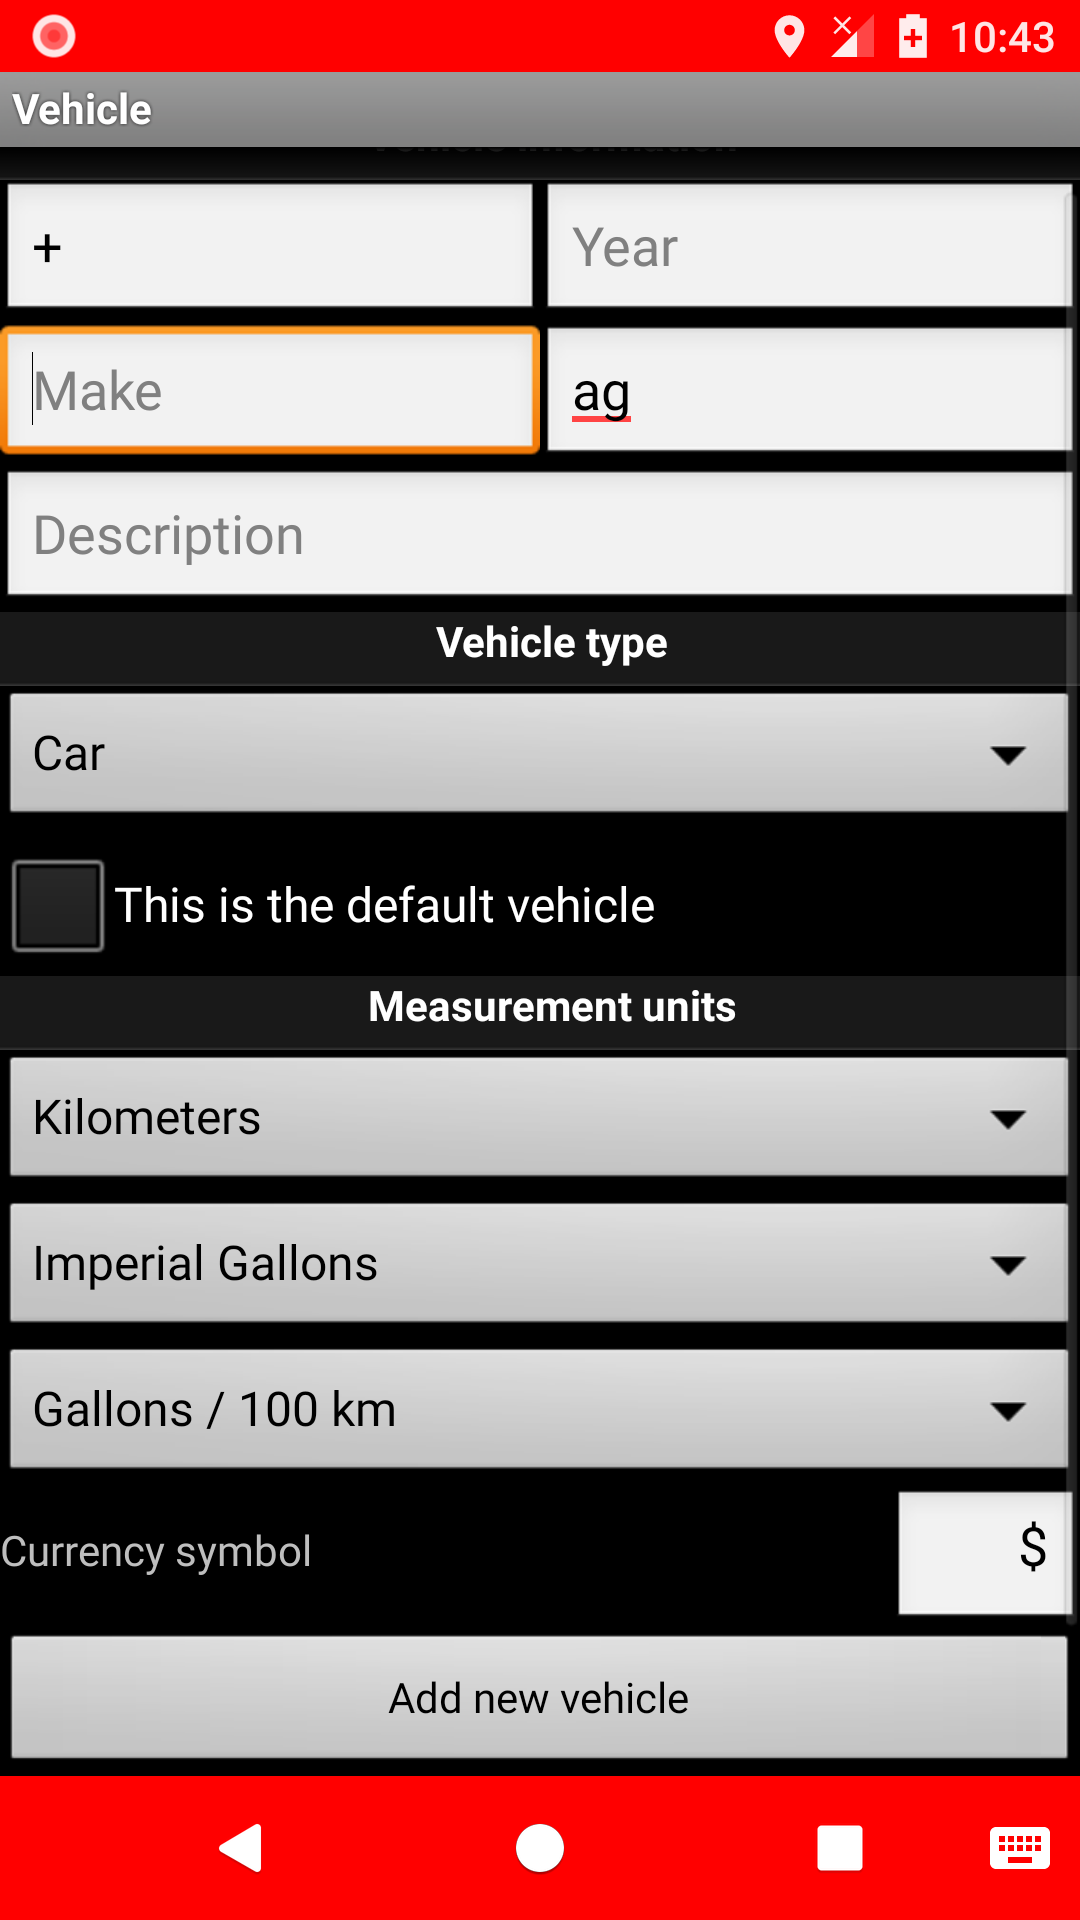 10:43
Vehicle
+
Year
Make
ag
Description
Vehicle type
Car
This is the default vehicle
Measurement units
Kilometers
Imperial Gallons
Gallons / 100 km
Currency symbol
$
Add new vehicle